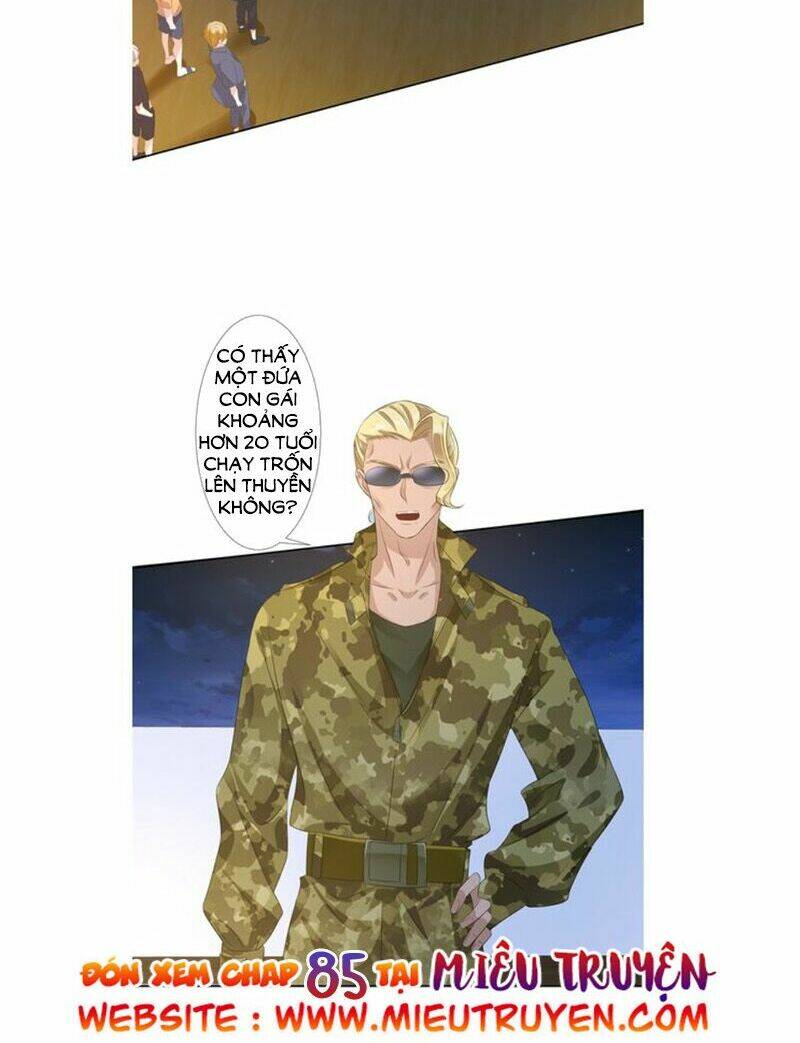 CÓ THẤY
MỘT ĐỨA
CON GÁI
KHOẢNG
HƠN 20 TUỔI
CHẠY TRỐN
LÊN THUYỀN
KHÔNG?
ĐÓN XEM CHAP 85 TẠI MIÊU TRUYỆN
WEBSITE : WWW.MIEUTRUYEN.COM